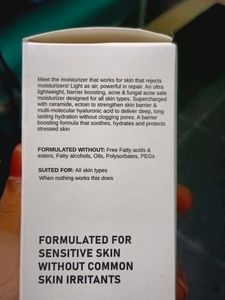 Meet the moisturizer that works for skin that rejects
moisturizers! Light as air, powerful in repair. An ultra
lightweight, barrier boosting, acne & fungal acne safe
moisturizer designed for all skin types. Supercharged
with ceramide, ectoin to strengthen skin barrier &
multi-molecular hyaluronic acid to deliver deep, long
lasting hydration without clogging pores. A barrier
boosting formula that soothes, hydrates and protects
stressed skin
FORMULATED WITHOUT: Free Fatty acids &
esters, Fatty alcohols, Oils, Polysorbates, PEGs
SUITED FOR: All skin types
When nothing works this does
FORMULATED FOR
SENSITIVE SKIN
WITHOUT COMMON
SKIN IRRITANTS